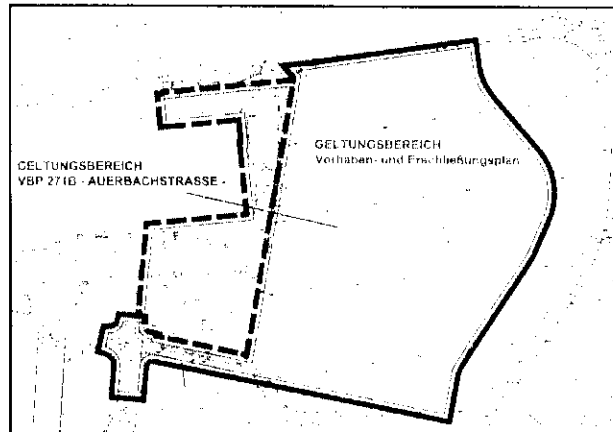 GELTUNGSBEREICH
VBP 271B - AUERBACHSTRASSE -
GELTUNGSBEREICH
Vorhaben- und Erschließungsplan